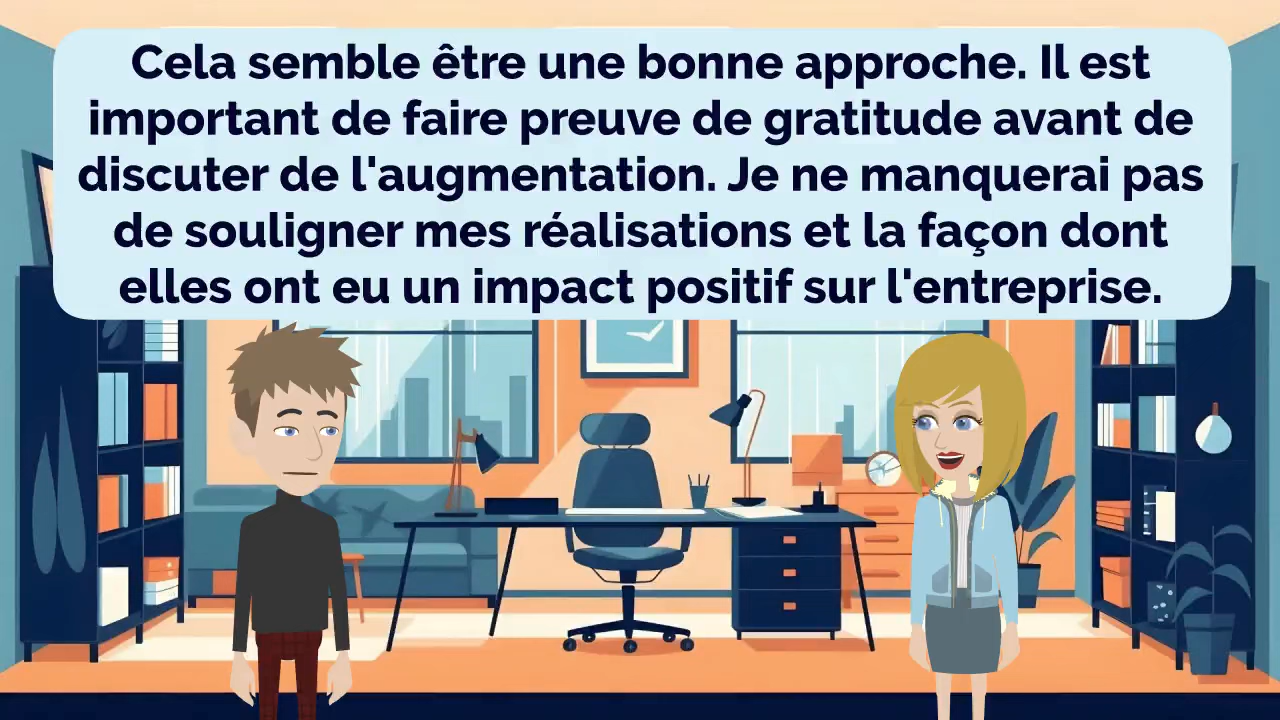 Cela semble être une bonne approche. Il est
important de faire preuve de gratitude avant de
discuter de l'augmentation. Je ne manquerai pas
de souligner mes réalisations et la façon dont
elles ont eu un impact positif sur l'entreprise.